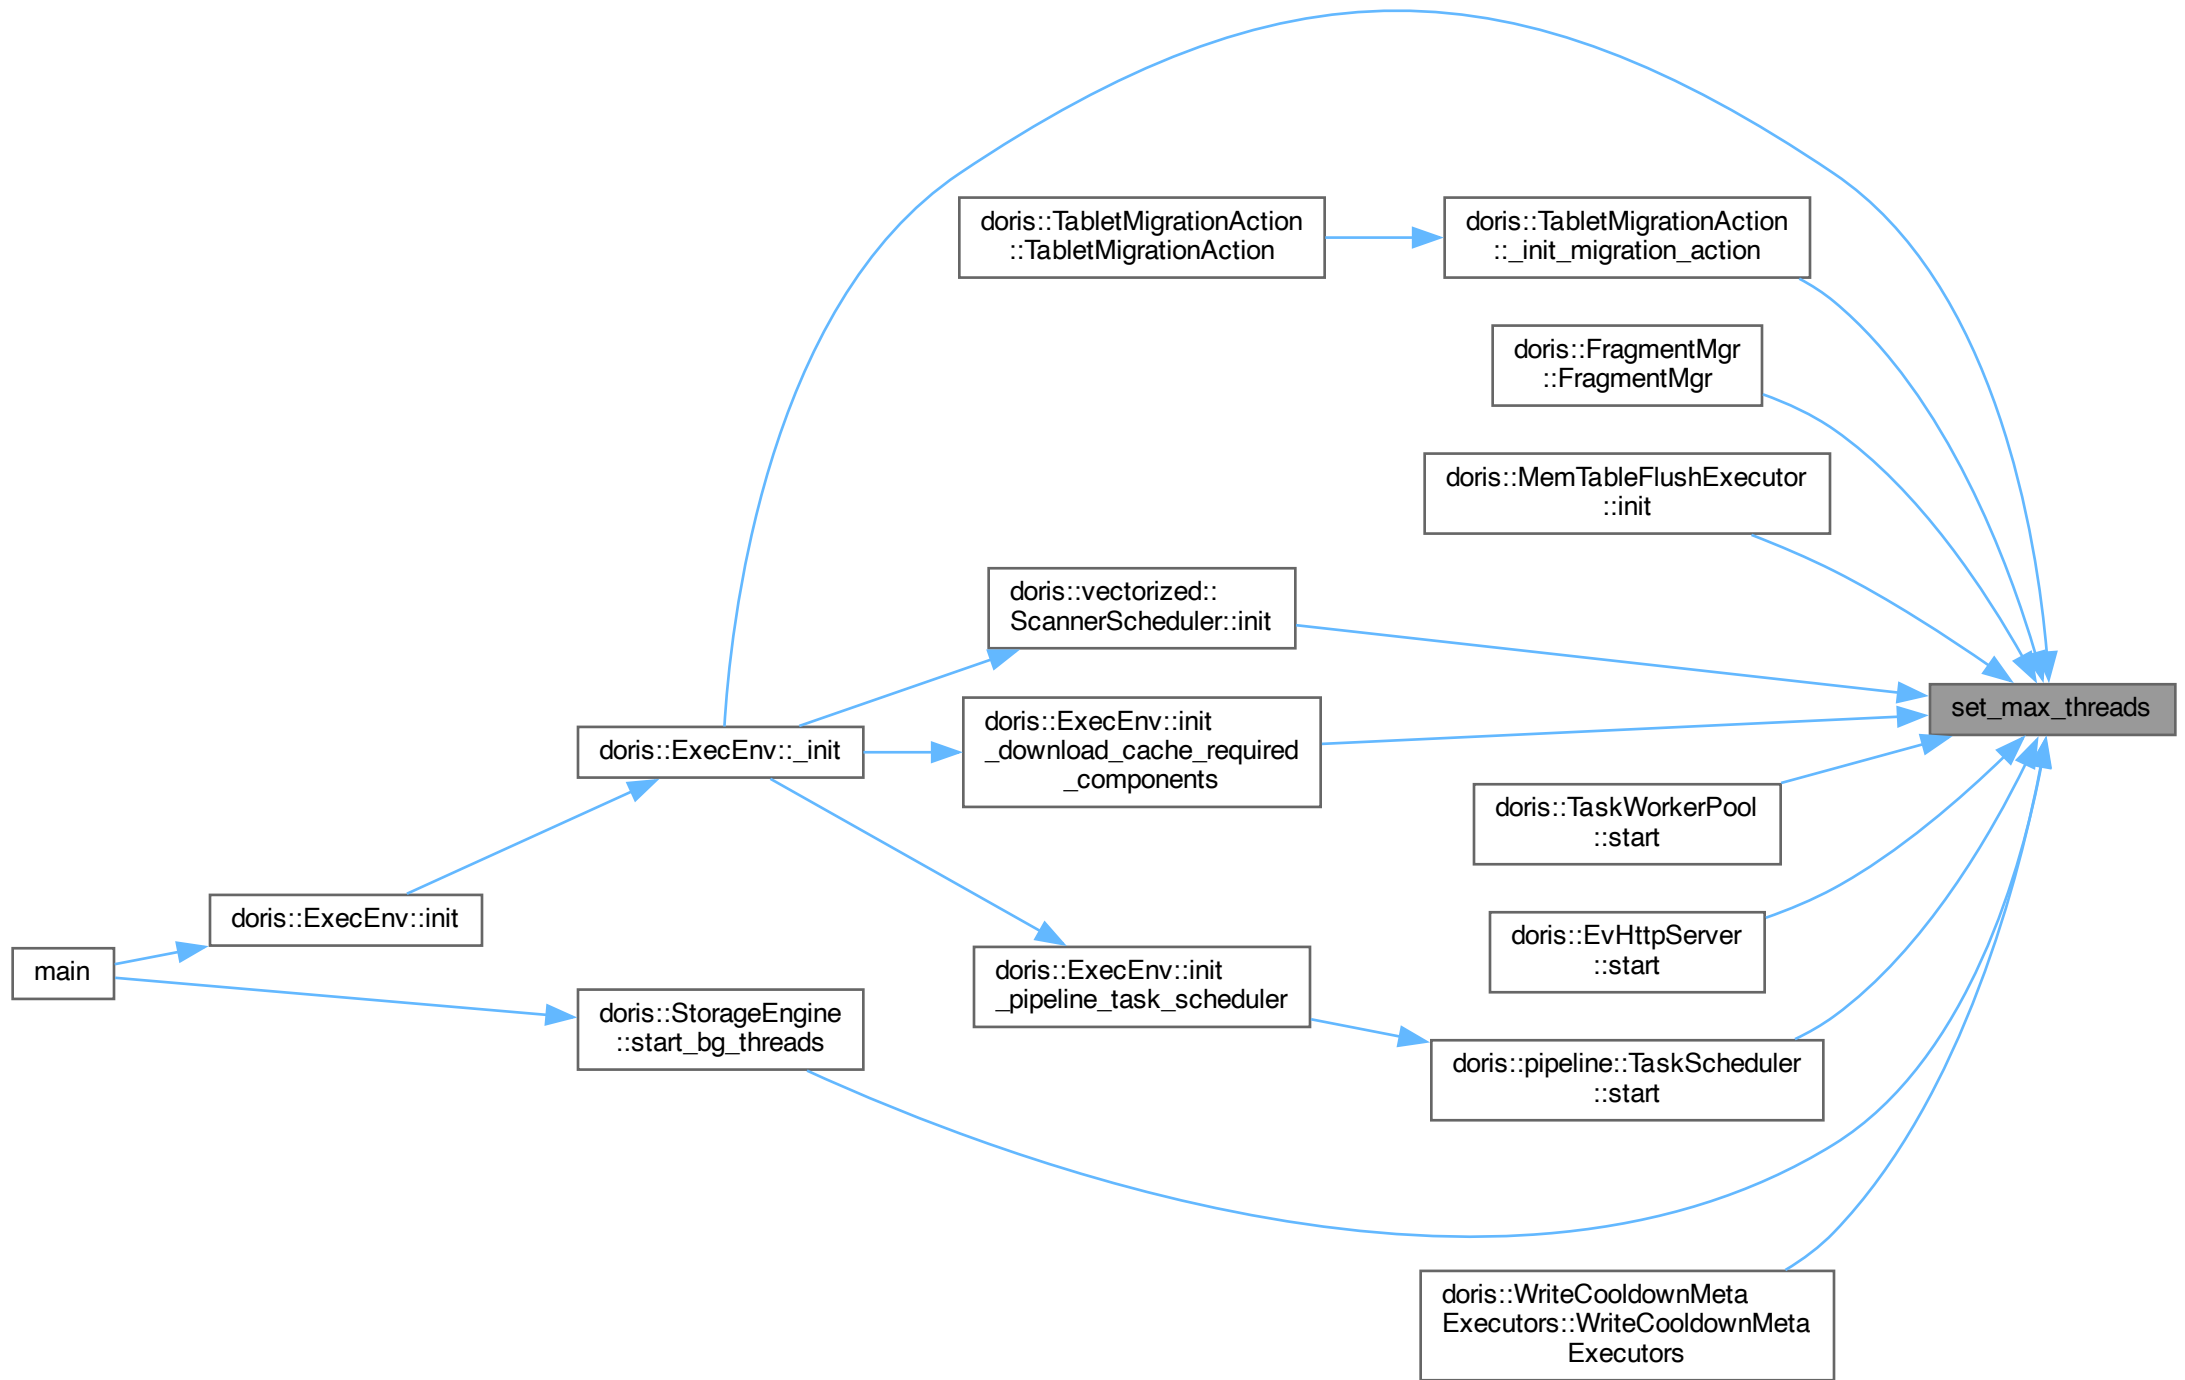 doris::TabletMigrationAction
::TabletMigrationAction
doris::TabletMigrationAction
::_init_migration_action
doris::FragmentMgr
::FragmentMgr
doris::MemTableFlushExecutor
::init
doris::vectorized::
ScannerScheduler::init
set_max_threads
doris::ExecEnv::_init
doris::ExecEnv::init
_download_cache_required
_components
doris::TaskWorkerPool
::start
doris::ExecEnv::init
doris::EvHttpServer
::start
main
doris::ExecEnv::init
_pipeline_task_scheduler
doris::StorageEngine
::start_bg_threads
doris::pipeline::TaskScheduler
::start
doris::WriteCooldownMeta
Executors::WriteCooldownMeta
Executors